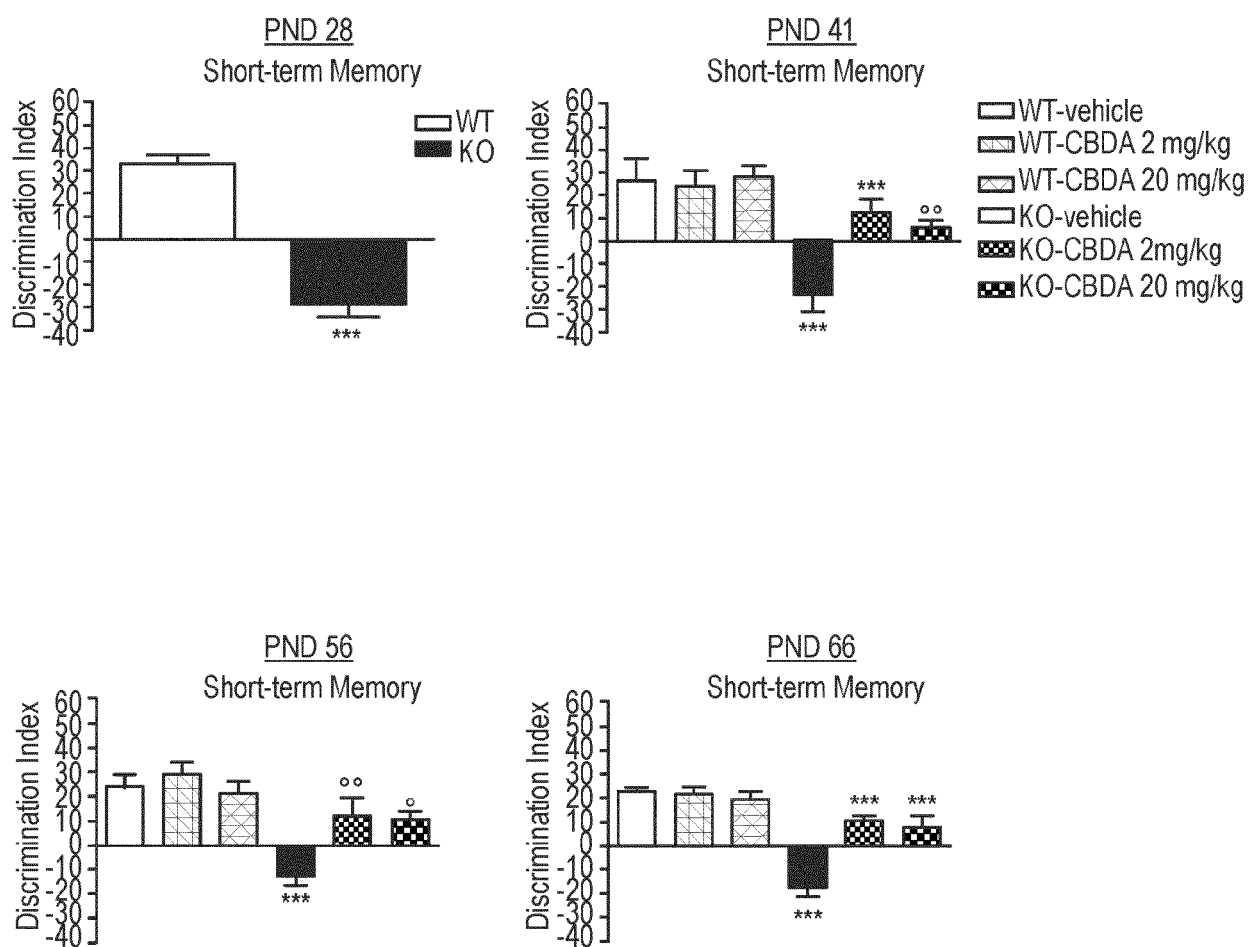 PND 28
Short-term Memory
Discrimination Index
60
50
40
30
20
10
0
-10
-20
-30
-40
WT
KO
***
PND 41
Short-term Memory
Discrimination Index
60
50
40
30
20
10
0
-10
-20
-30
-40
***
***
°°
WT-vehicle
WT-CBDA 2 mg/kg
WT-CBDA 20 mg/kg
KO-vehicle
KO-CBDA 2mg/kg
KO-CBDA 20 mg/kg
PND 56
Short-term Memory
Discrimination Index
60
50
40
30
20
10
0
-10
-20
-30
-40
***
°°
°
PND 66
Short-term Memory
Discrimination Index
60
50
40
30
20
10
0
-10
-20
-30
-40
***
***
***